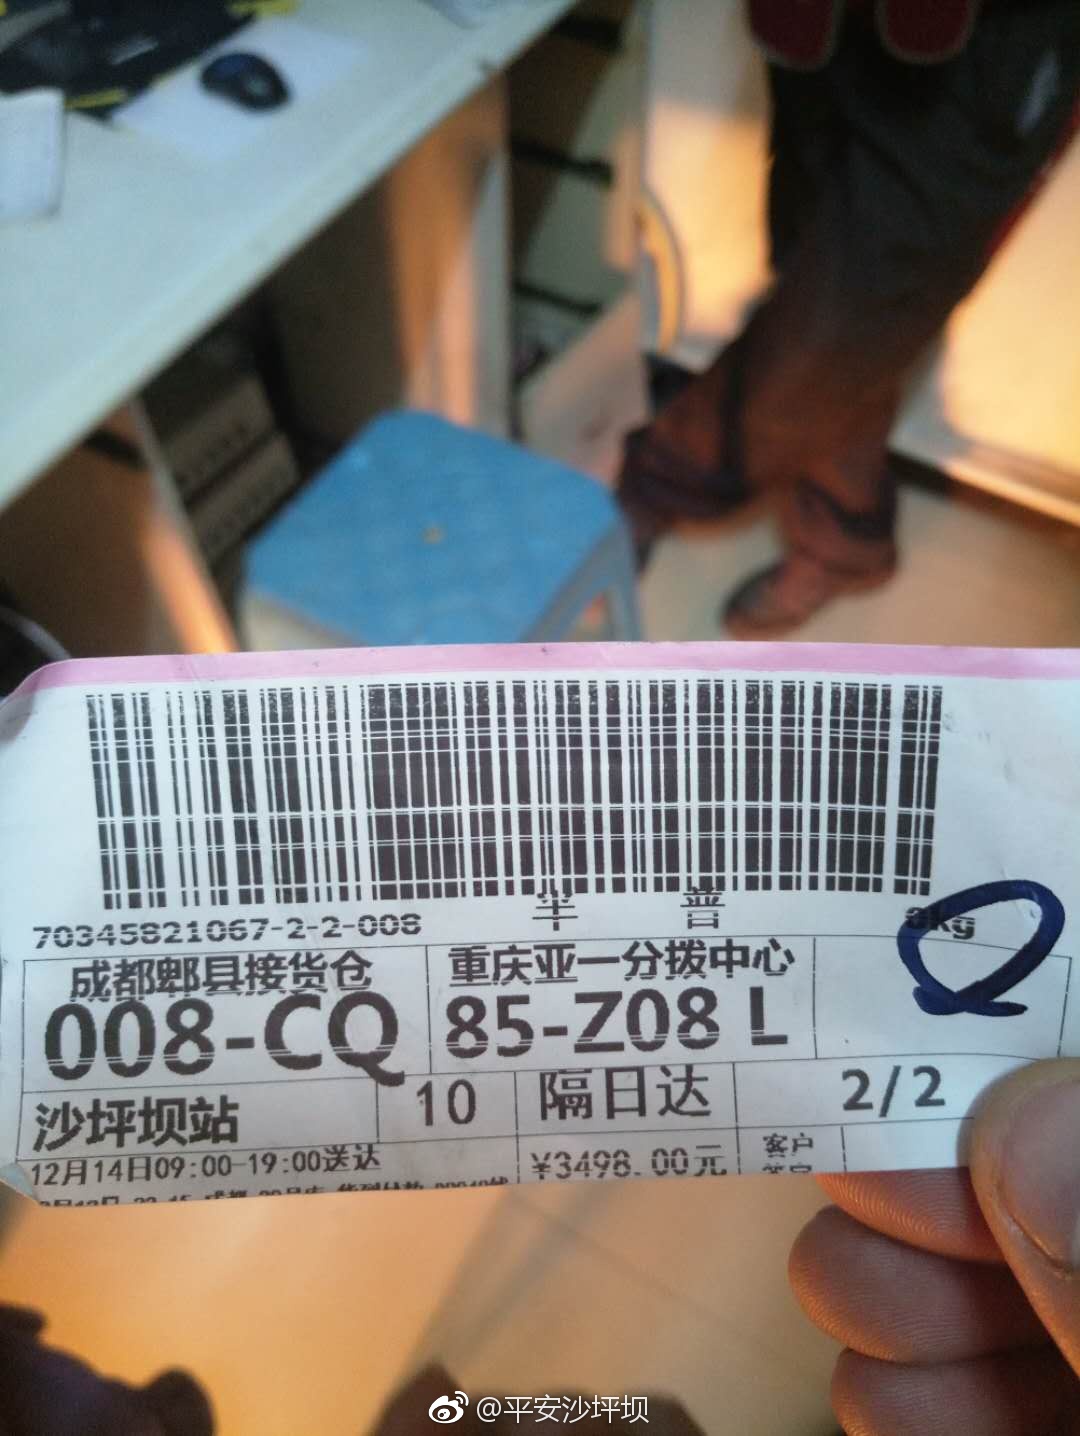 半 普
70345821067-2-2-008 0kg
成都郫县接货仓 重庆亚一分拨中心
008-CQ 85-Z08 L
沙坪坝站 10 隔日达 2/2
12月14日09:00-19:00送达 ¥3498.00元 客户
@平安沙坪坝